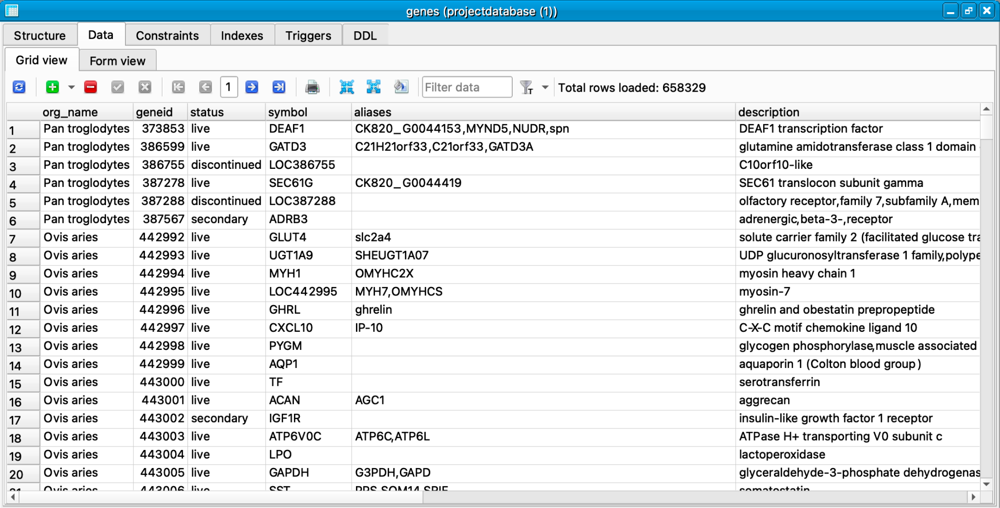 genes (projectdatabase (1))
Structure Data Constraints Indexes Triggers DDL
Grid view Form view
1 Filter data T Total rows loaded: 658329
org_name geneid status symbol aliases description
1 Pan troglodytes 373853 live DEAF1 CK820_G0044153,MYND5,NUDR,spn DEAF1 transcription factor
2 Pan troglodytes 386599 live GATD3 C21H21orf33,C21orf33,GATD3A glutamine amidotransferase class 1 domain
3 Pan troglodytes 386755 discontinued LOC386755 C10orf10-like
4 Pan troglodytes 387278 live SEC61G CK820_G0044419 SEC61 translocon subunit gamma
5 Pan troglodytes 387288 discontinued LOC387288 olfactory receptor,family 7,subfamily A,mem
6 Pan troglodytes 387567 secondary ADRB3 adrenergic,beta-3-,receptor
7 Ovis aries 442992 live GLUT4 slc2a4 solute carrier family 2 (facilitated glucose tra
8 Ovis aries 442993 live UGT1A9 SHEUGT1A07 UDP glucuronosyltransferase 1 family,polype
9 Ovis aries 442994 live MYH1 OMYHC2X myosin heavy chain 1
10 Ovis aries 442995 live LOC442995 MYH7,OMYHCS myosin-7
11 Ovis aries 442996 live GHRL ghrelin ghrelin and obestatin prepropeptide
12 Ovis aries 442997 live CXCL10 IP-10 C-X-C motif chemokine ligand 10
13 Ovis aries 442998 live PYGM glycogen phosphorylase,muscle associated
14 Ovis aries 442999 live AQP1 aquaporin 1 (Colton blood group)
15 Ovis aries 443000 live TF serotransferrin
16 Ovis aries 443001 live ACAN AGC1 aggrecan
17 Ovis aries 443002 secondary IGF1R insulin-like growth factor 1 receptor
18 Ovis aries 443003 live ATP6V0C ATP6C,ATP6L ATPase H+ transporting V0 subunit c
19 Ovis aries 443004 live LPO lactoperoxidase
20 Ovis aries 443005 live GAPDH G3PDH,GAPD glyceraldehyde-3-phosphate dehydrogenas
21 Ovis aries 443006 live SST somatostatin